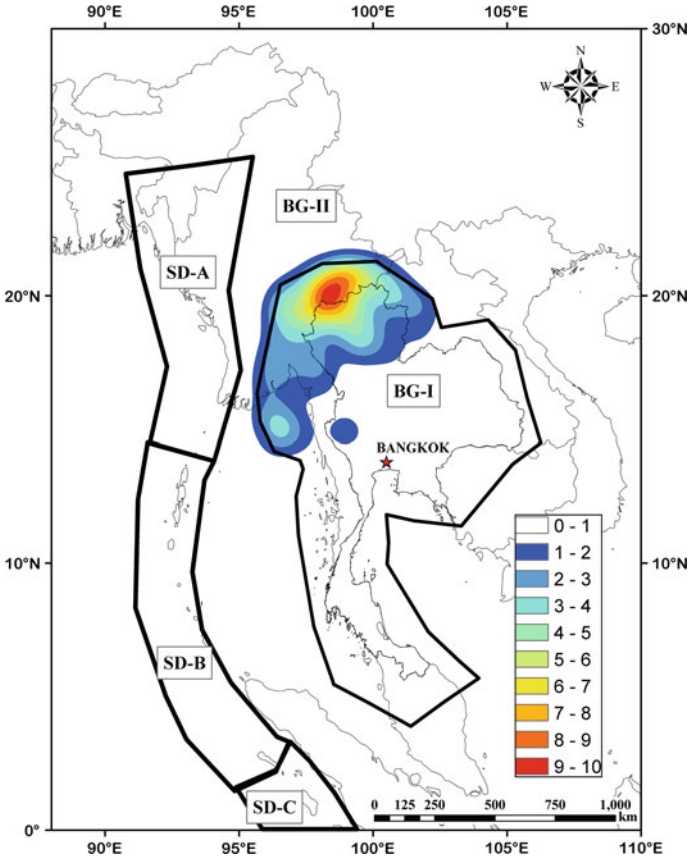 90°E 95°E 100°E 105°E
30°N
N
W E
S
BG-II
SD-A
20°N 20°N
BG-I
BANGKOK
0 - 1
1 - 2
10°N 10°N
2 - 3
3 - 4
4 - 5
5 - 6
SD-B
6 - 7
7 - 8
8 - 9
9 - 10
SD-C
0 125 250 500 750 1,000
km
0°
90°E 95°E 100°E 105°E 110°E